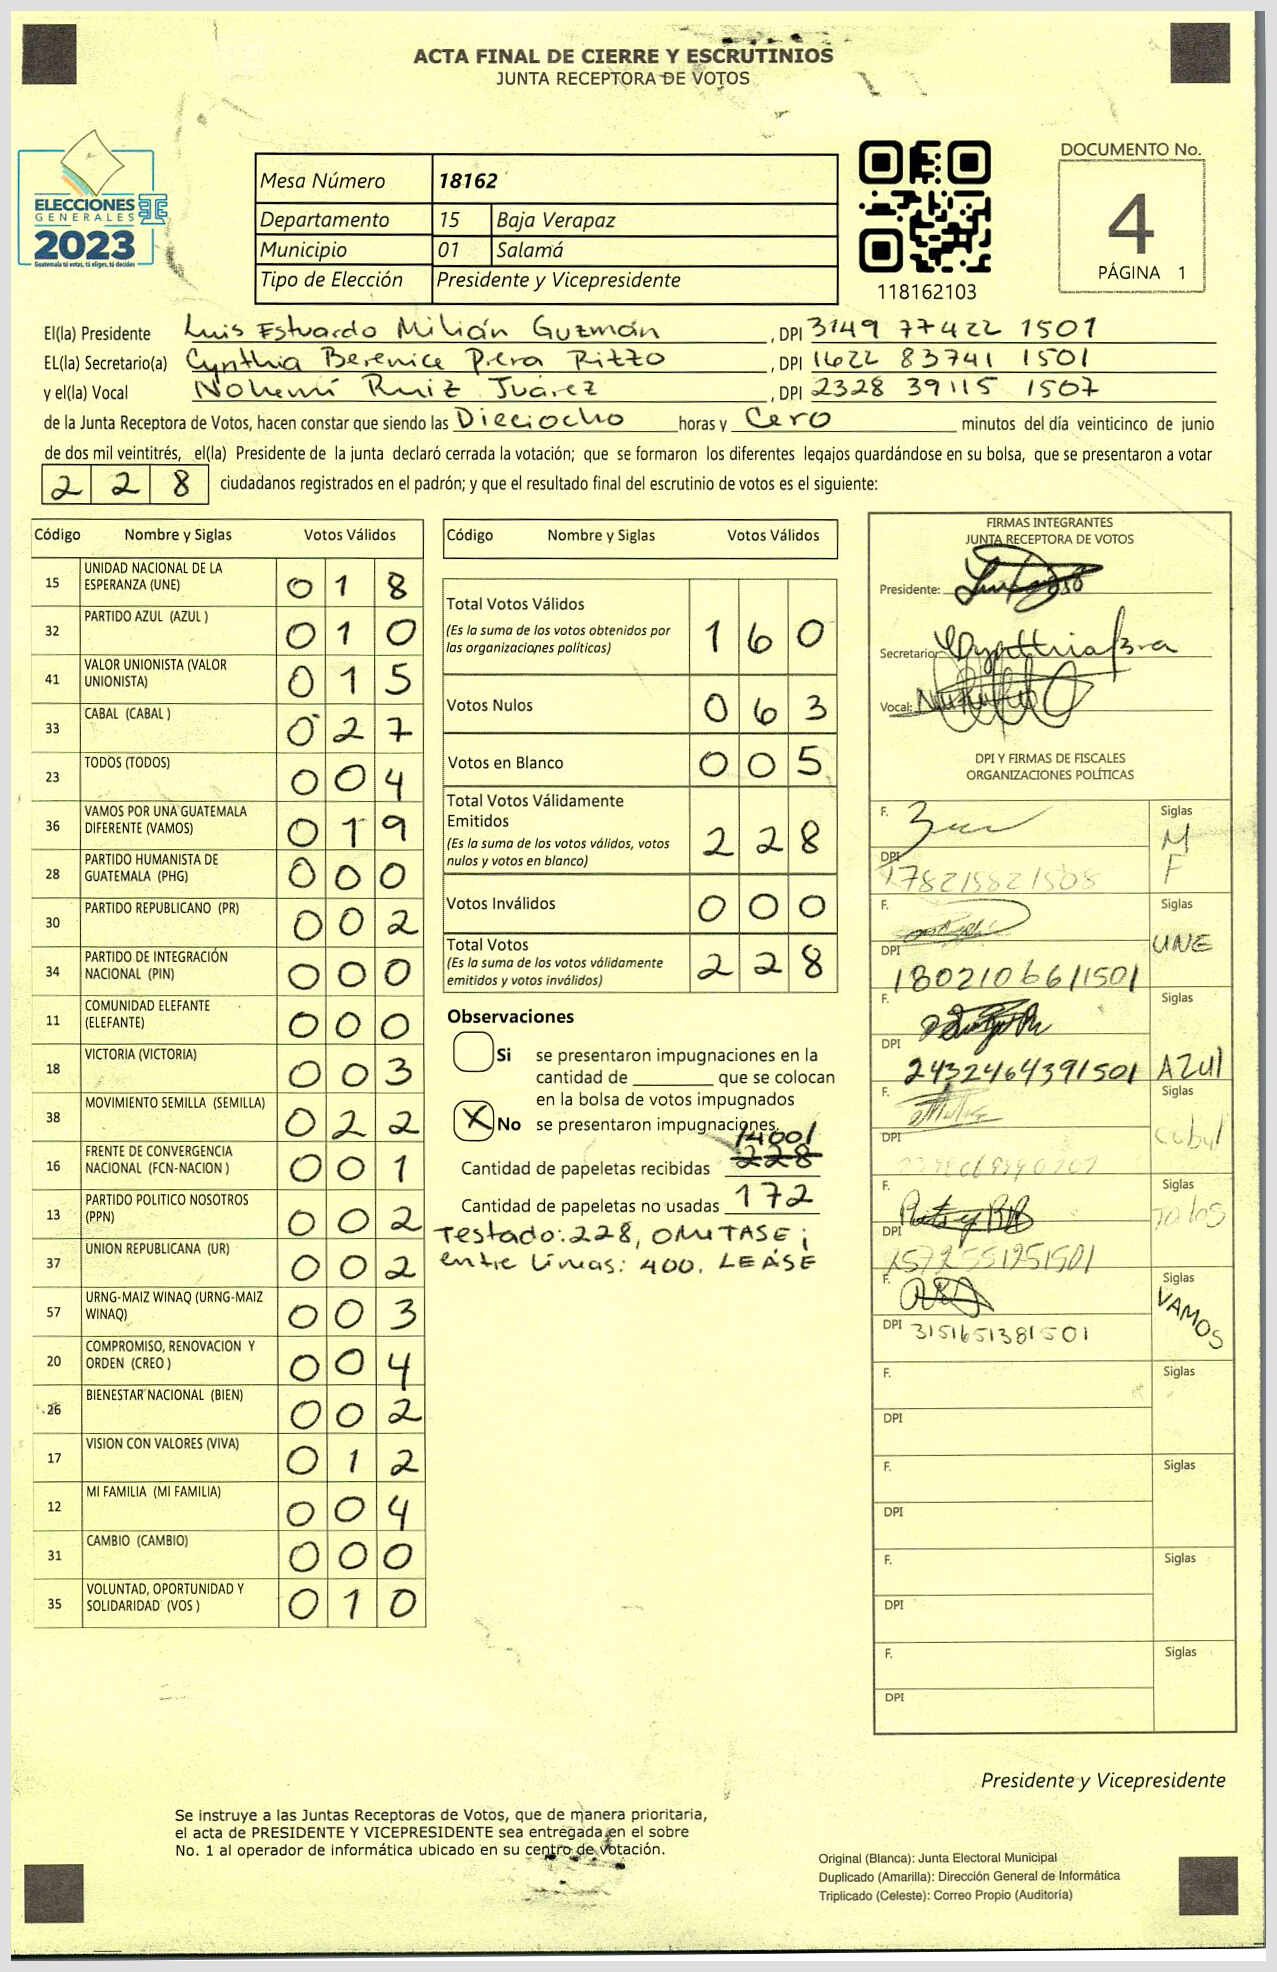 ACTA FINAL DE CIERRE Y ESCRUTINIOS
JUNTA RECEPTORA DE VOTOS
ELECCIONES
GENERALES
2023
Guatemala tú votas, tú eliges, tú decides
Mesa Número 18162
Departamento 15 Baja Verapaz
Municipio 01 Salamá
Tipo de Elección Presidente y Vicepresidente
118162103
DOCUMENTO No.
4
PÁGINA 1
El(la) Presidente Luis Estuardo Milián Guzmán, DPI 3149 77422 1501
EL(la) Secretario(a) Cynthia Berenice Pera Rizzo, DPI 1622 83741 1501
y el(la) Vocal Nohemí Ruiz Juárez, DPI 2328 39115 1507
de la Junta Receptora de Votos, hacen constar que siendo las Dieciocho horas y Cero minutos del día veinticinco de junio
de dos mil veintitrés, el(la) Presidente de la junta declaró cerrada la votación; que se formaron los diferentes legajos guardándose en su bolsa, que se presentaron a votar
2 2 8 ciudadanos registrados en el padrón; y que el resultado final del escrutinio de votos es el siguiente:
Código Nombre y Siglas Votos Válidos
15 UNIDAD NACIONAL DE LA
ESPERANZA (UNE) 0 1 8
32 PARTIDO AZUL (AZUL ) 0 1 0
41 VALOR UNIONISTA (VALOR
UNIONISTA) 0 1 5
33 CABAL (CABAL ) 0 2 7
23 TODOS (TODOS) 0 0 4
36 VAMOS POR UNA GUATEMALA
DIFERENTE (VAMOS) 0 1 9
28 PARTIDO HUMANISTA DE
GUATEMALA (PHG) 0 0 0
30 PARTIDO REPUBLICANO (PR) 0 0 2
34 PARTIDO DE INTEGRACIÓN
NACIONAL (PIN) 0 0 0
11 COMUNIDAD ELEFANTE
(ELEFANTE) 0 0 0
18 VICTORIA (VICTORIA) 0 0 3
38 MOVIMIENTO SEMILLA (SEMILLA) 0 2 2
16 FRENTE DE CONVERGENCIA
NACIONAL (FCN-NACION ) 0 0 1
13 PARTIDO POLITICO NOSOTROS
(PPN) 0 0 2
37 UNION REPUBLICANA (UR) 0 0 2
57 URNG-MAIZ WINAQ (URNG-MAIZ
WINAQ) 0 0 3
20 COMPROMISO, RENOVACION Y
ORDEN (CREO ) 0 0 4
26 BIENESTAR NACIONAL (BIEN) 0 0 2
17 VISION CON VALORES (VIVA) 0 1 2
12 MI FAMILIA (MI FAMILIA) 0 0 4
31 CAMBIO (CAMBIO) 0 0 0
35 VOLUNTAD, OPORTUNIDAD Y
SOLIDARIDAD (VOS ) 0 1 0
Código Nombre y Siglas Votos Válidos
Total Votos Válidos
(Es la suma de los votos obtenidos por
las organizaciones políticas) 1 6 0
Votos Nulos 0 6 3
Votos en Blanco 0 0 5
Total Votos Válidamente
Emitidos
(Es la suma de los votos válidos, votos
nulos y votos en blanco) 2 2 8
Votos Inválidos 0 0 0
Total Votos
(Es la suma de los votos válidamente
emitidos y votos inválidos) 2 2 8
Observaciones
Si se presentaron impugnaciones en la
cantidad de ________ que se colocan
en la bolsa de votos impugnados
X No se presentaron impugnaciones.
/400/
Cantidad de papeletas recibidas 228
Cantidad de papeletas no usadas 172
Testado: 228, OMITASE;
entre líneas: 400. LEÁSE
FIRMAS INTEGRANTES
JUNTA RECEPTORA DE VOTOS
Presidente:
Secretario:
Vocal:
DPI Y FIRMAS DE FISCALES
ORGANIZACIONES POLÍTICAS
F. Siglas
M
F
DPI 178215821508
F. Siglas
UNE
DPI 1802106611501
F. Siglas
DPI 2432464391501 AZUl
F. Siglas
Cabal
DPI
F. Siglas
Todos
DPI 2572551251501
F. Siglas
VAMOS
DPI 3151651381501
F. Siglas
DPI
F. Siglas
DPI
F. Siglas
DPI
F. Siglas
DPI
Presidente y Vicepresidente
Se instruye a las Juntas Receptoras de Votos, que de manera prioritaria,
el acta de PRESIDENTE Y VICEPRESIDENTE sea entregada en el sobre
No. 1 al operador de informática ubicado en su centro de votación.
Original (Blanca): Junta Electoral Municipal
Duplicado (Amarilla): Dirección General de Informática
Triplicado (Celeste): Correo Propio (Auditoría)